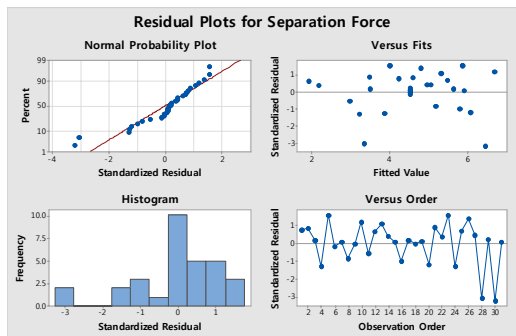 Residual Plots for Separation Force
Normal Probability Plot
Versus Fits
99
90
50
10
1
Percent
-4
-2
0
2
Standardized Residual
1
0
-1
-2
-3
Standardized Residual
2
4
6
Fitted Value
Histogram
Versus Order
10.0
7.5
5.0
2.5
0.0
Frequency
-3
-2
-1
0
1
Standardized Residual
1
0
-1
-2
-3
Standardized Residual
2 4 6 8 10 12 14 16 18 20 22 24 26 28 30
Observation Order